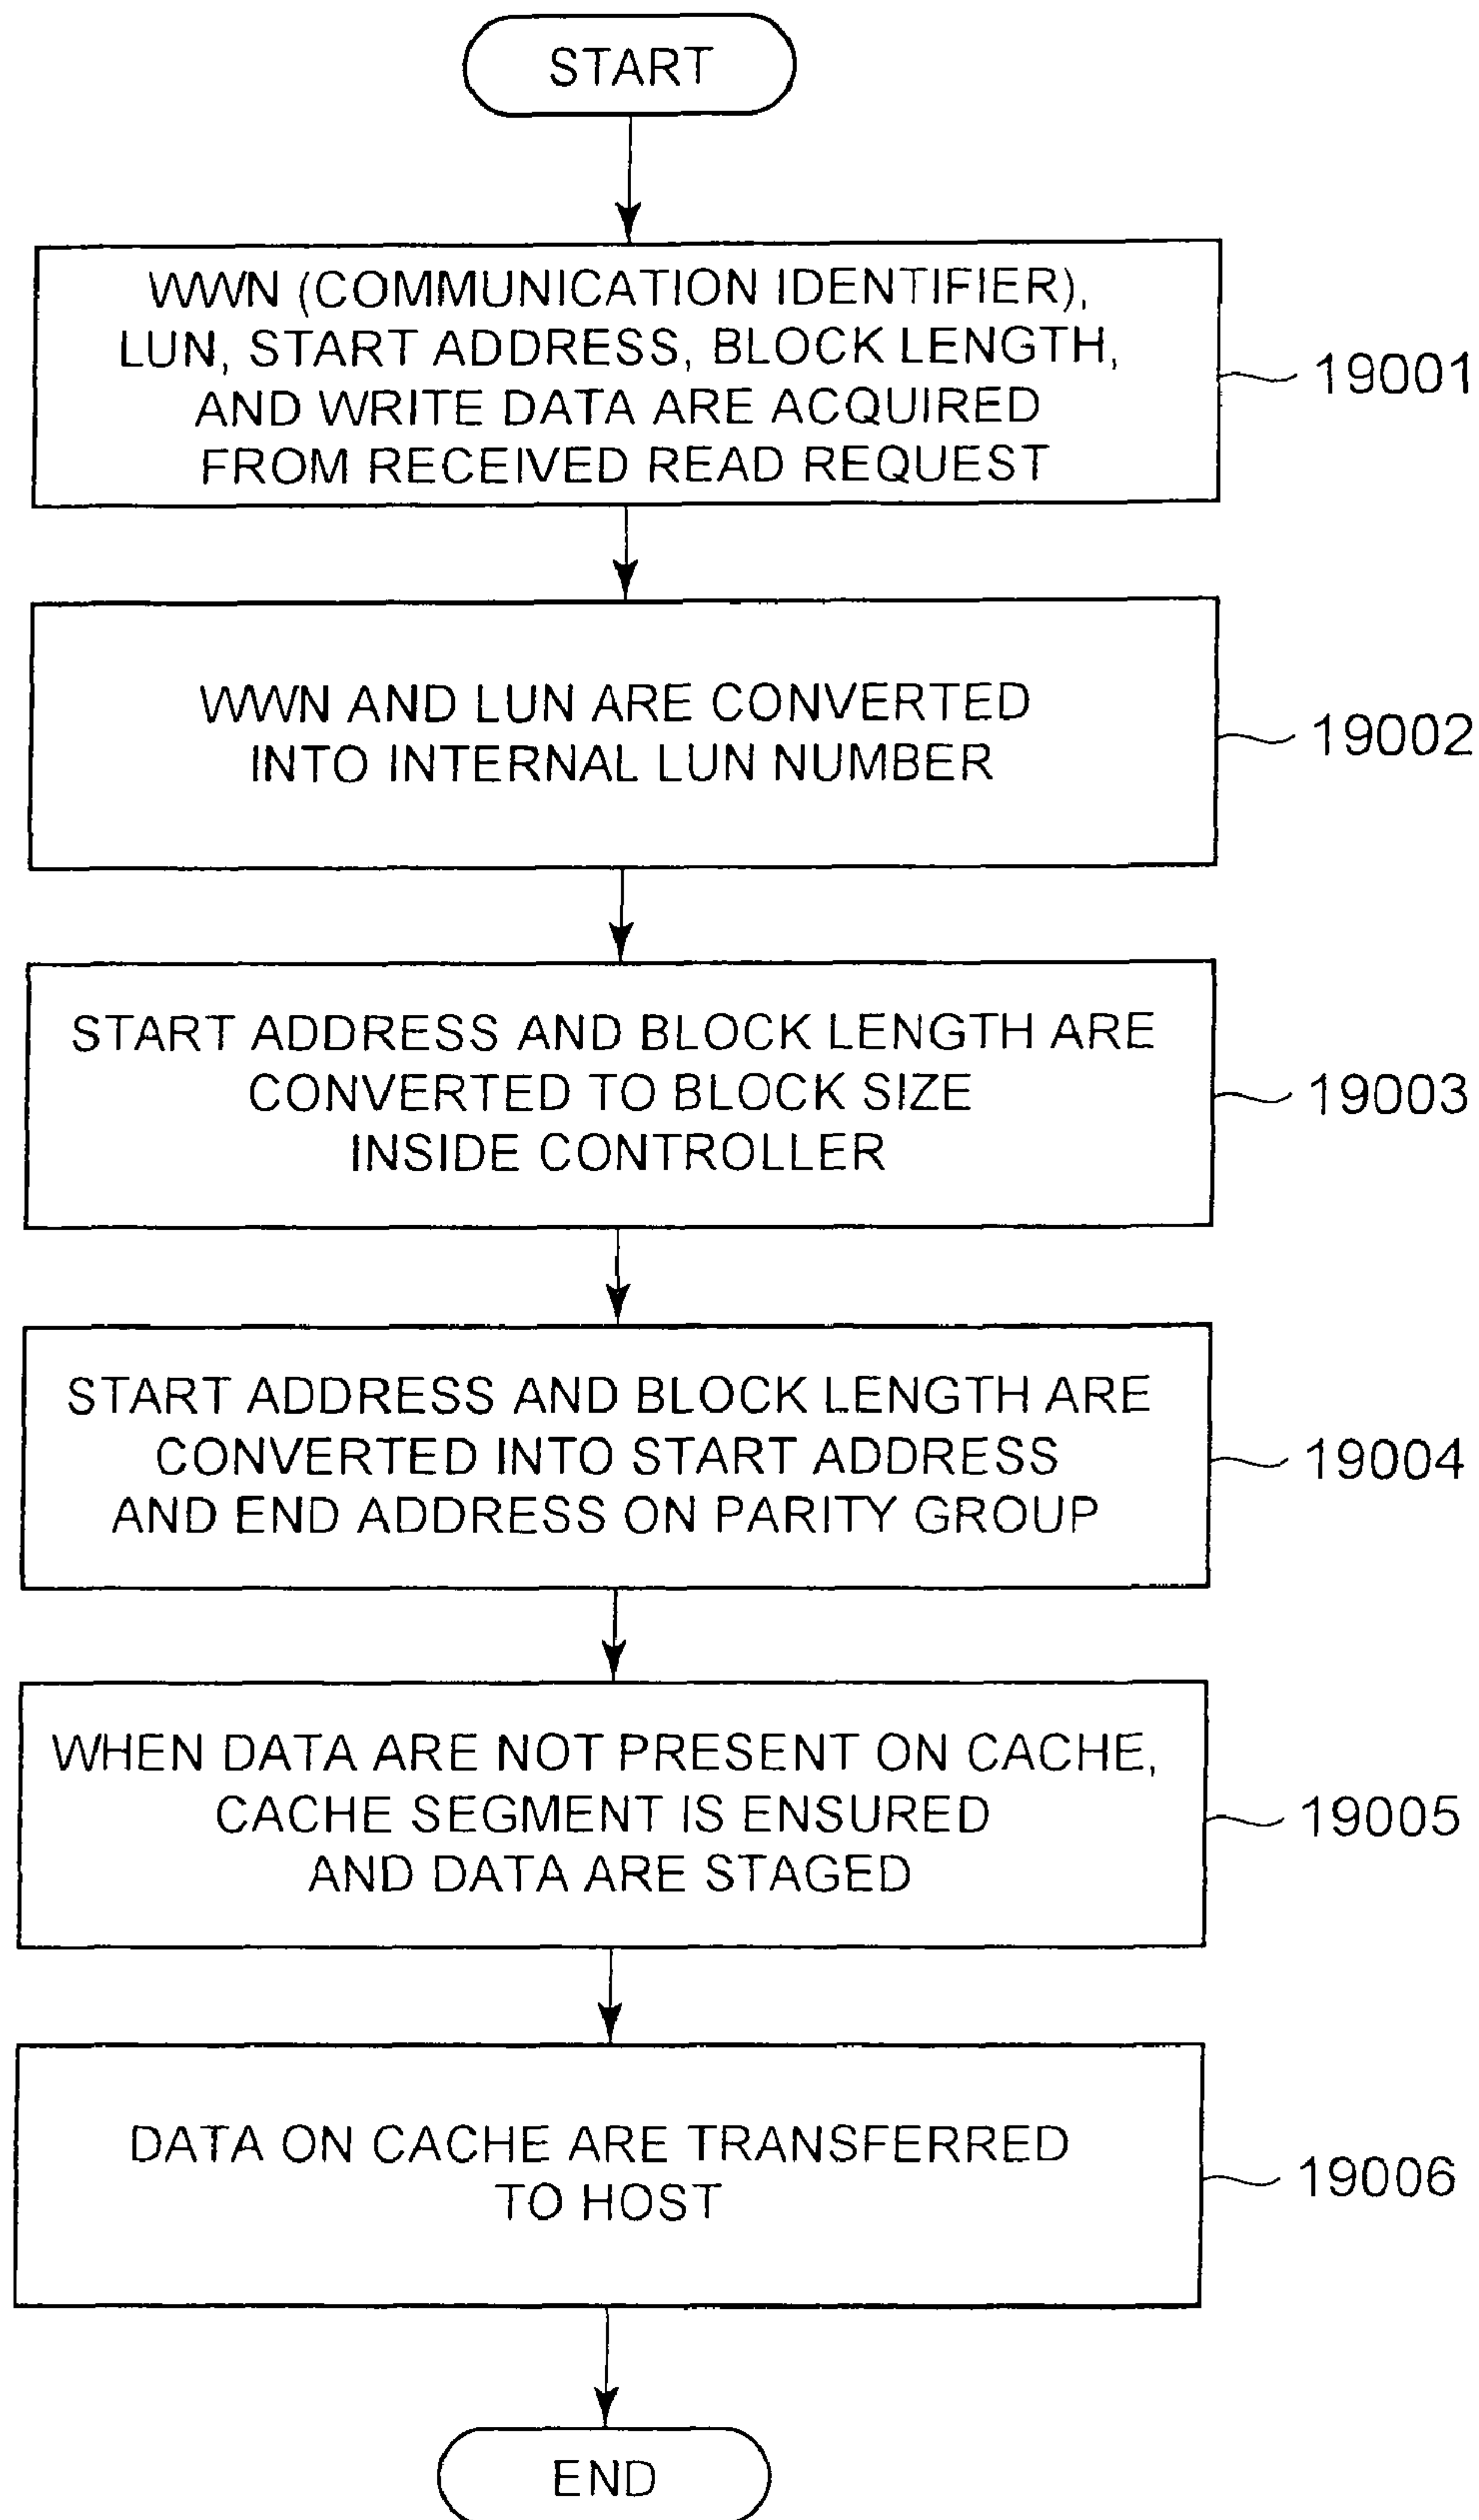 START
WWN (COMMUNICATION IDENTIFIER),
LUN, START ADDRESS, BLOCK LENGTH,
AND WRITE DATA ARE ACQUIRED
FROM RECEIVED READ REQUEST
19001
WWN AND LUN ARE CONVERTED
INTO INTERNAL LUN NUMBER
19002
START ADDRESS AND BLOCK LENGTH ARE
CONVERTED TO BLOCK SIZE
INSIDE CONTROLLER
19003
START ADDRESS AND BLOCK LENGTH ARE
CONVERTED INTO START ADDRESS
AND END ADDRESS ON PARITY GROUP
19004
WHEN DATA ARE NOT PRESENT ON CACHE,
CACHE SEGMENT IS ENSURED
AND DATA ARE STAGED
19005
DATA ON CACHE ARE TRANSFERRED
TO HOST
19006
END